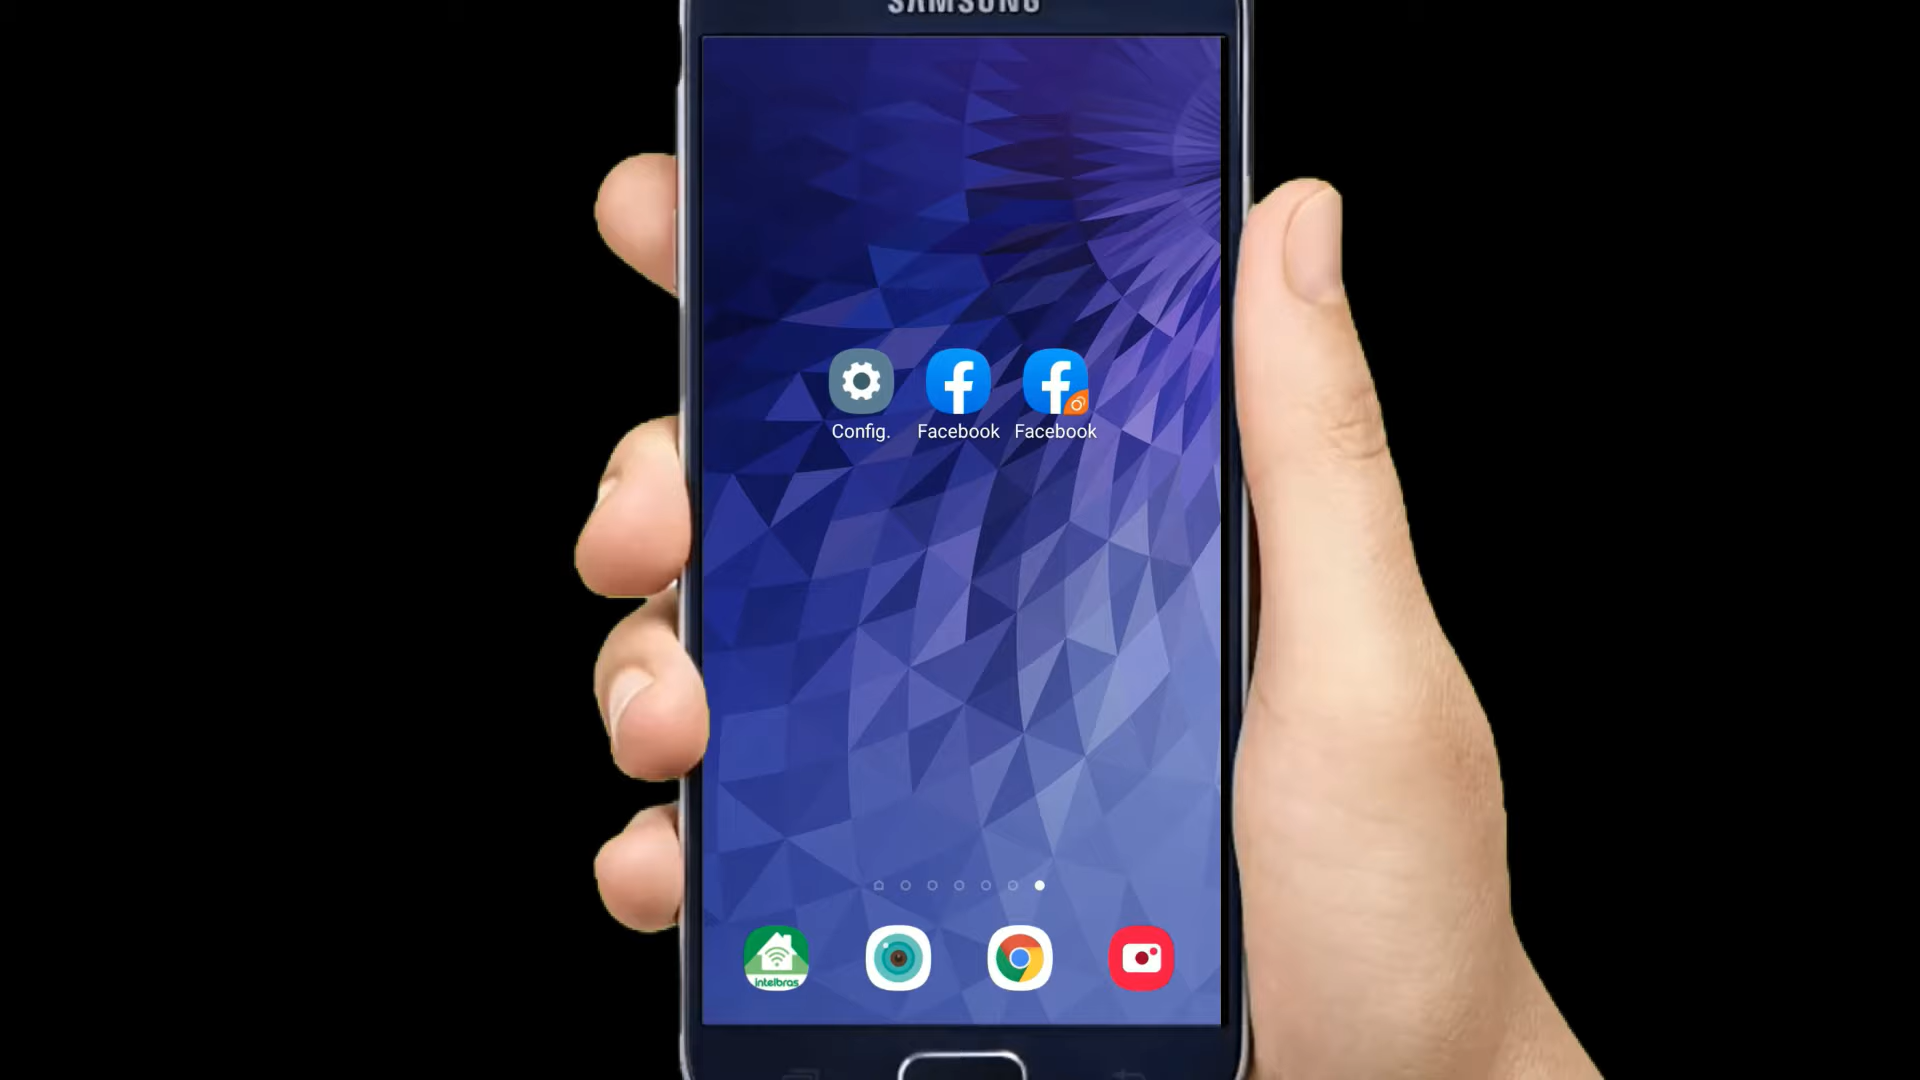 SAMSUNG
Config.
Facebook
Facebook
intelbras